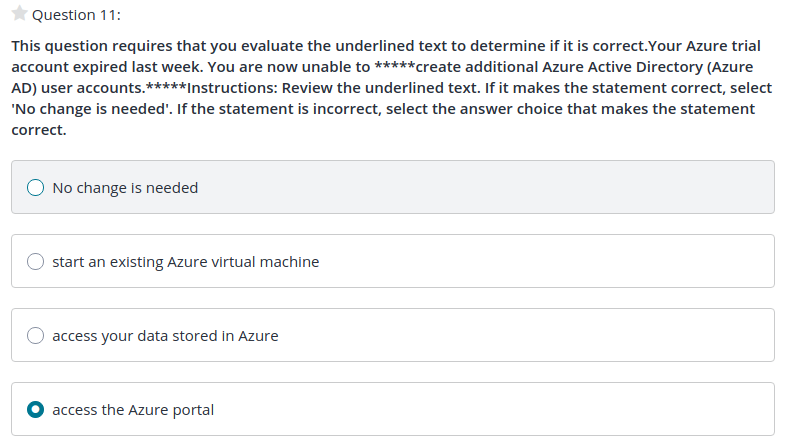 Question 11:
This question requires that you evaluate the underlined text to determine if it is correct.Your Azure trial
account expired last week. You are now unable to *****create additional Azure Active Directory (Azure
AD) user accounts.*****Instructions: Review the underlined text. If it makes the statement correct, select
'No change is needed'. If the statement is incorrect, select the answer choice that makes the statement
correct.
No change is needed
start an existing Azure virtual machine
access your data stored in Azure
access the Azure portal